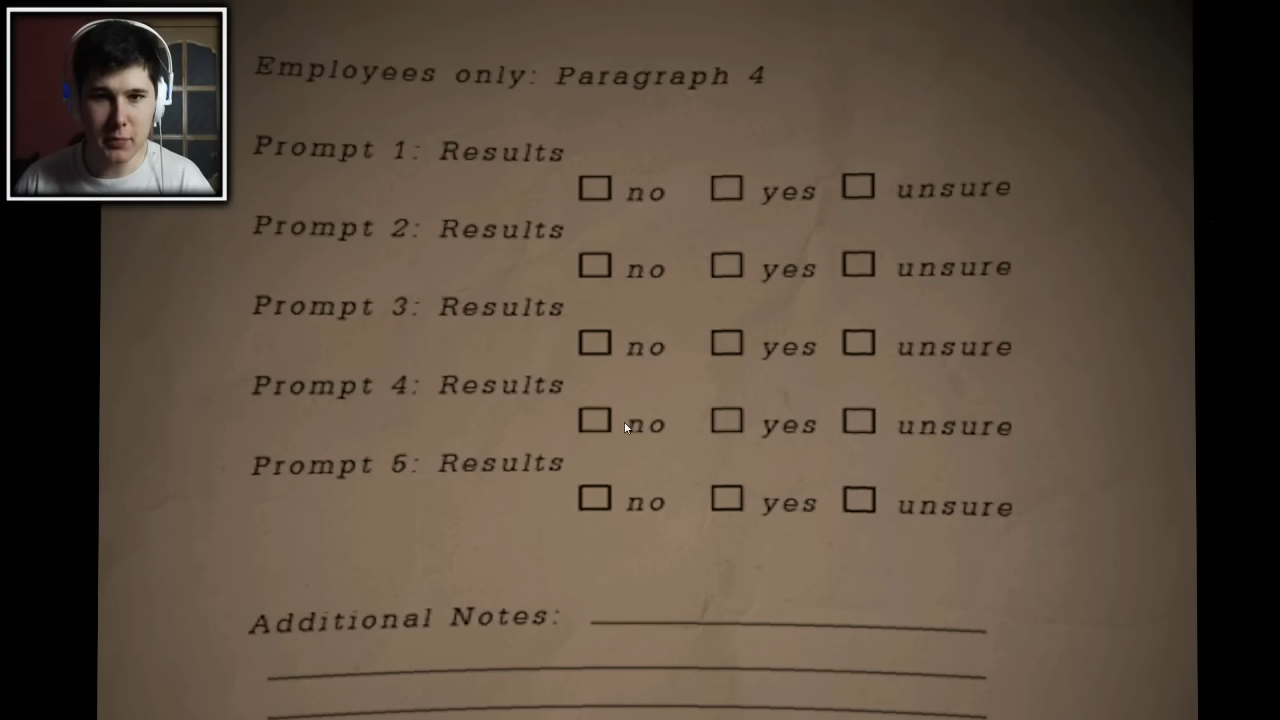 Employees only: Paragraph 4
Prompt 1: Results
no yes unsure
Prompt 2: Results
no yes unsure
Prompt 3: Results
no yes unsure
Prompt 4: Results
no yes unsure
Prompt 5: Results
no yes unsure
Additional Notes: